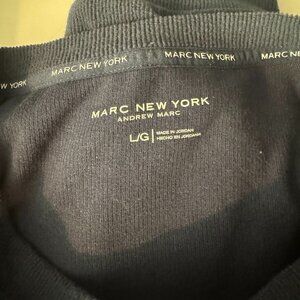 MARC NEW YORK MARC NEW YORK MARC NEW YORK
MARC NEW YORK
ANDREW MARC
L/G
MADE IN JORDAN
HECHO EN JORDANIA